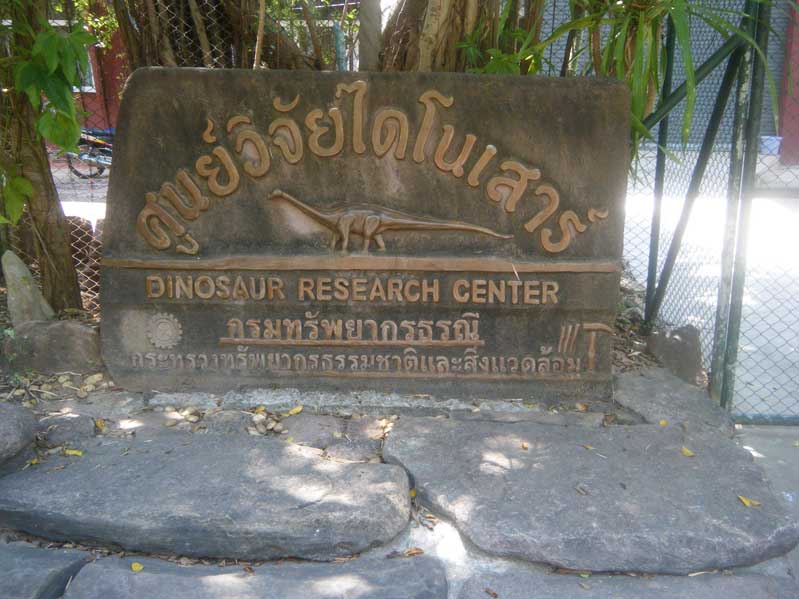 ศูนย์วิจัยไดโนเสาร์
DINOSAUR RESEARCH CENTER
กรมทรัพยากรธรณี
กระทรวงทรัพยากรธรรมชาติและสิ่งแวดล้อม